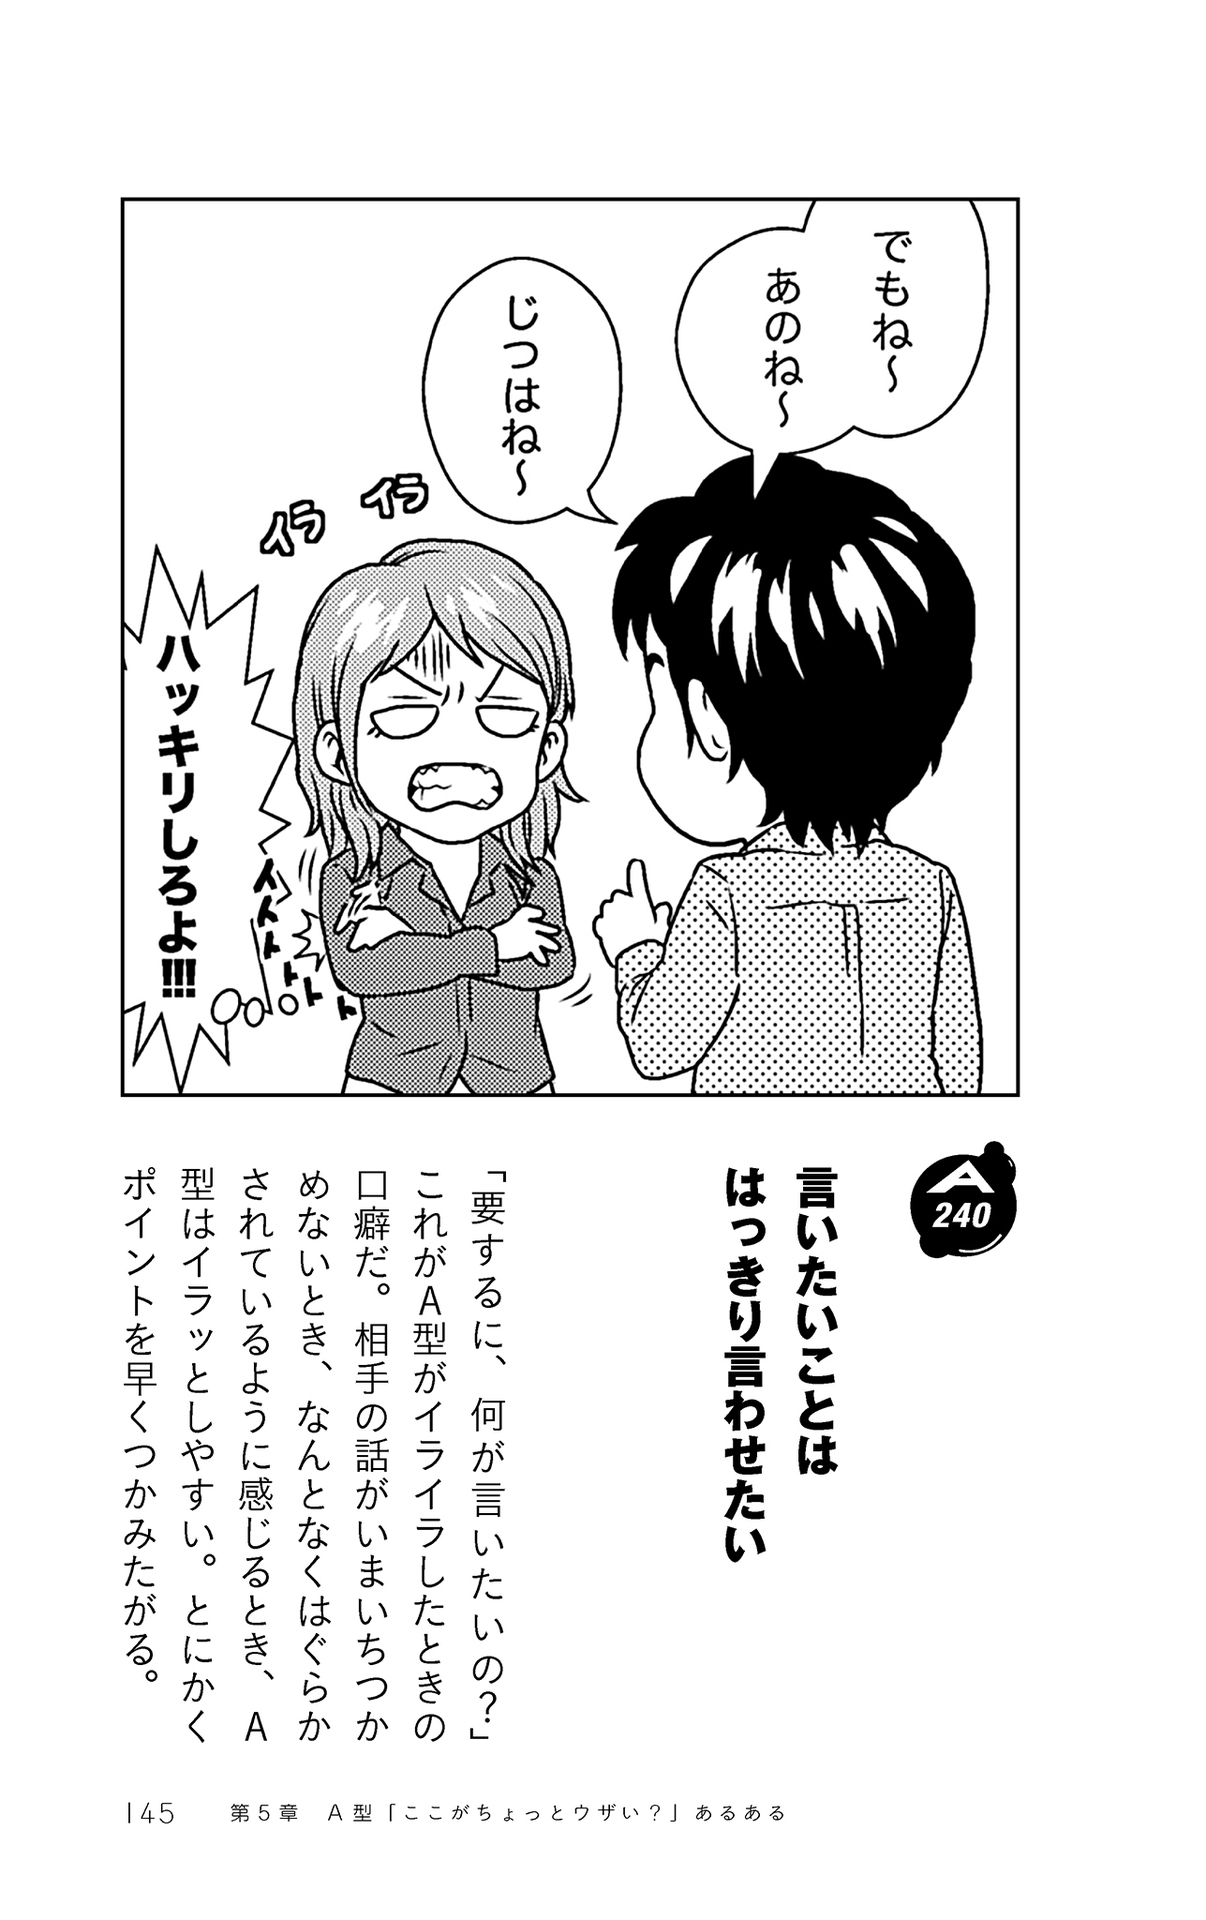 でもね～
あのね～
じつはね～
イラ
イラ
ハッキリしろよ!!!
イイイトトトト
A
240
言いたいことは
はっきり言わせたい
「要するに、何が言いたいの？」
これがA型がイライラしたときの
口癖だ。相手の話がいまいちつか
めないとき、なんとなくはぐらか
されているように感じるとき、A
型はイラッとしやすい。とにかく
ポイントを早くつかみたがる。
145 第5章 A型「ここがちょっとウザい？」あるある